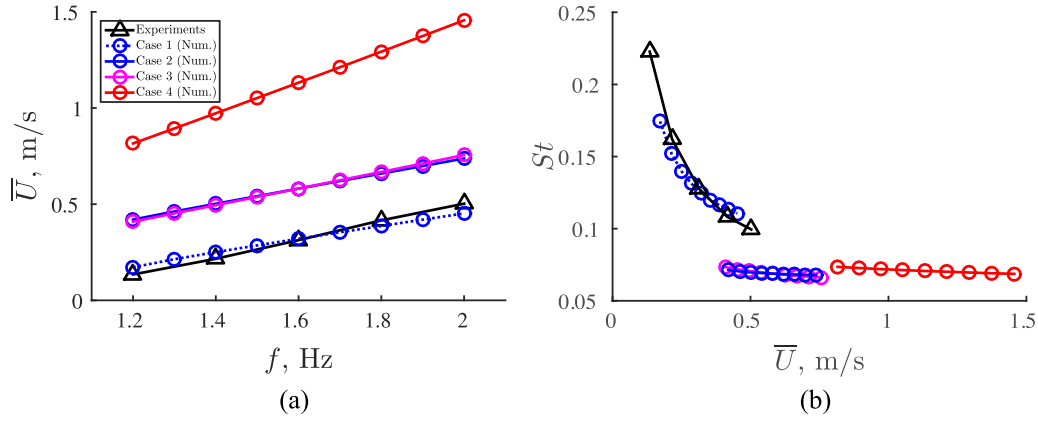 1.5
1
0.5
0
U̅, m/s
Experiments
Case 1 (Num.)
Case 2 (Num.)
Case 3 (Num.)
Case 4 (Num.)
1.2 1.4 1.6 1.8 2
f, Hz
(a)
0.25
0.2
0.15
0.1
0.05
St
0 0.5 1 1.5
U̅, m/s
(b)